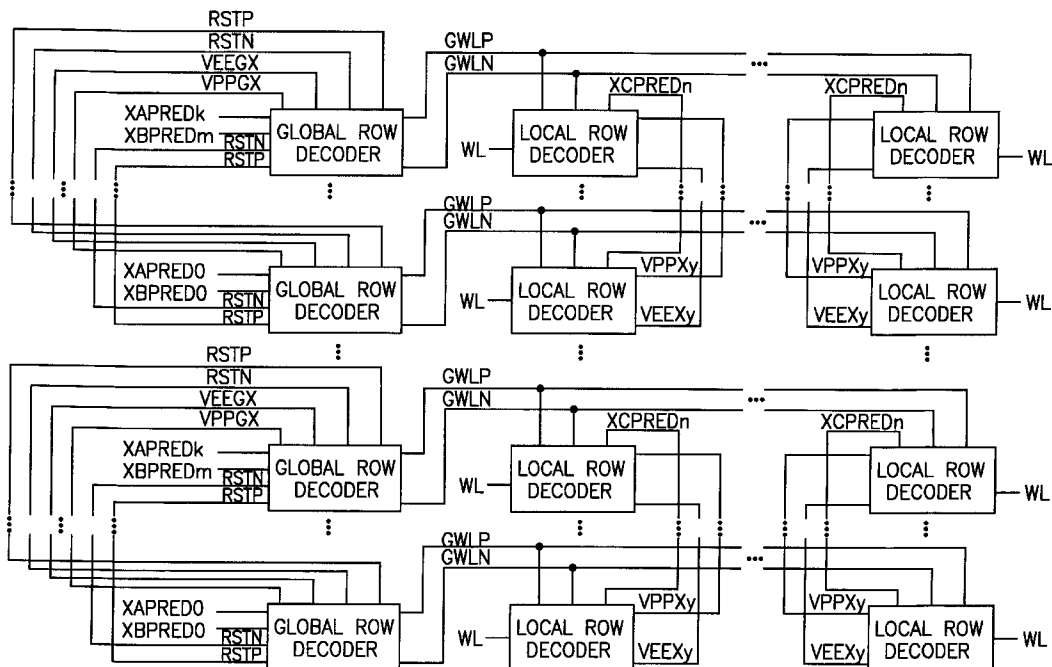 RSTP
RSTN
VEEGX
VPPGX
XAPREDk
XBPREDm
RSTN
RSTP
GLOBAL ROW
DECODER
GWLP
GWLN
XCPREDn
WL
LOCAL ROW
DECODER
XCPREDn
LOCAL ROW
DECODER
WL
GWLP
GWLN
XAPRED0
XBPRED0
RSTN
RSTP
GLOBAL ROW
DECODER
WL
LOCAL ROW
DECODER
VPPXy
VEEXy
VPPXy
VEEXy
LOCAL ROW
DECODER
WL
RSTP
RSTN
VEEGX
VPPGX
XAPREDk
XBPREDm
RSTN
RSTP
GLOBAL ROW
DECODER
GWLP
GWLN
XCPREDn
WL
LOCAL ROW
DECODER
XCPREDn
LOCAL ROW
DECODER
WL
GWLP
GWLN
XAPRED0
XBPRED0
RSTN
RSTP
GLOBAL ROW
DECODER
WL
LOCAL ROW
DECODER
VPPXy
VEEXy
VPPXy
VEEXy
LOCAL ROW
DECODER
WL